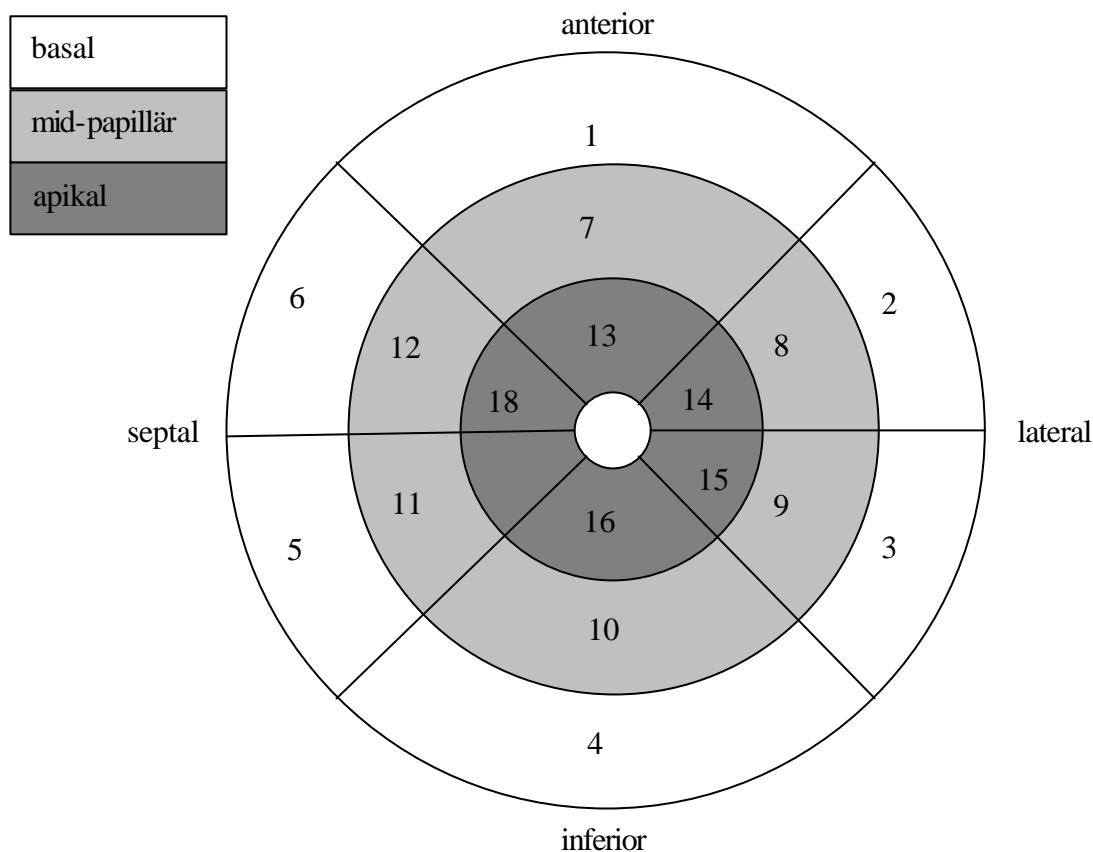 basal
mid-papillär
apikal
anterior
1
7
6
2
13
12
8
18
14
septal
lateral
15
11
9
16
5
3
10
4
inferior